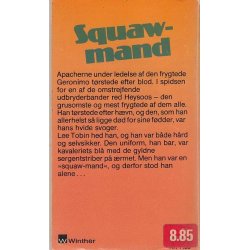 Squaw-
mand
Apacherne under ledelse af den frygtede
Geronimo tørstede efter blod. I spidsen
for en af de omstrejfende
udbryderbander red Heysoos – den
grusomste og mest frygtede af dem alle.
Han tørstede efter hævn, og den, som han
allerhelst så ligge død for sine fødder, var
hans hvide svoger.
Lee Tobin hed han, og han var både hård
og selvsikker. Den uniform, han bar, var
kavaleriets blå med de gyldne
sergentstriber på ærmet. Men han var en
»squaw-mand«, og derfor stod han
alene . . .
Winther
8.85